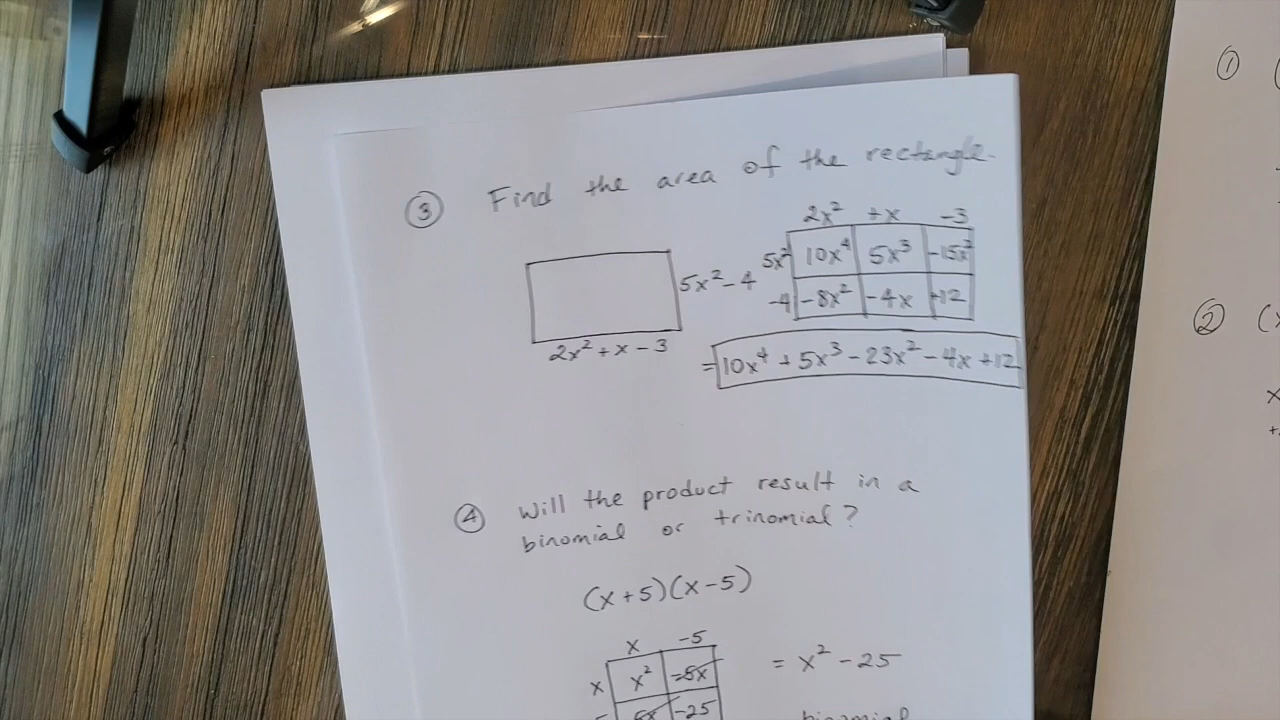 ③ Find the area of the rectangle.
2x² +x -3
5x² 10x⁴ 5x³ -15x²
5x²-4
-4 -8x² -4x +12
2x²+x-3
= 10x⁴ +5x³ -23x² -4x +12
④ Will the product result in a
binomial or trinomial?
(x+5)(x-5)
x -5
x x² -5x = x² -25
5x -25
binomial
①
②